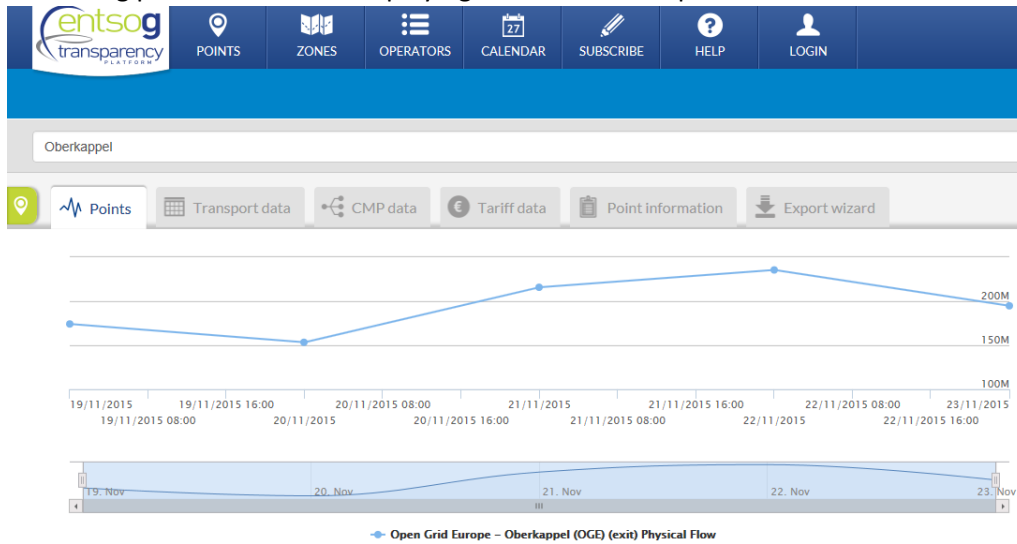 entsog
transparency
PLATFORM
POINTS
ZONES
OPERATORS
27
CALENDAR
SUBSCRIBE
?
HELP
LOGIN
Oberkappel
Points
Transport data
CMP data
€
Tariff data
Point information
Export wizard
200M
150M
100M
19/11/2015 19/11/2015 16:00 20/11/2015 08:00 21/11/2015 21/11/2015 16:00 22/11/2015 08:00 23/11/2015
19/11/2015 08:00 20/11/2015 20/11/2015 16:00 21/11/2015 08:00 22/11/2015 22/11/2015 16:00
19. Nov 20. Nov 21. Nov 22. Nov 23. Nov
Open Grid Europe – Oberkappel (OGE) (exit) Physical Flow